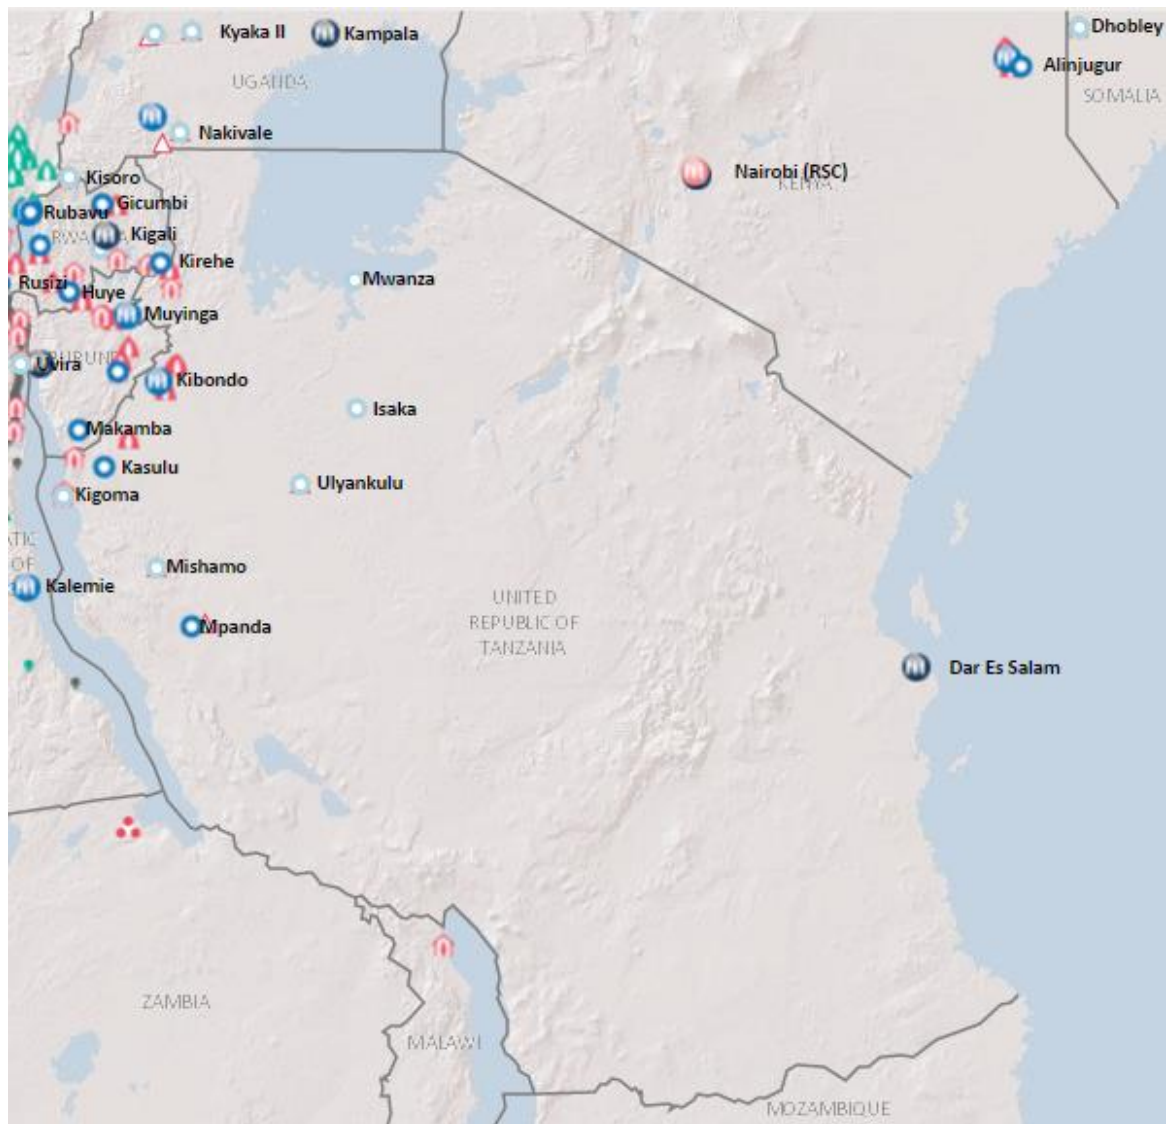 Kyaka II
Kampala
Dhobley
Alinjugur
UGANDA
SOMALIA
Nakivale
Nairobi (RSC)
KENYA
Kisoro
Gicumbi
Rubavu
Kigali
Kirehe
Mwanza
Rusizi
Huye
Muyinga
Uvira
Kibondo
Isaka
Makamba
Kasulu
Ulyankulu
Kigoma
Mishamo
Kalemie
UNITED
REPUBLIC OF
TANZANIA
Mpanda
Dar Es Salam
ZAMBIA
MALAWI
MOZAMBIQUE